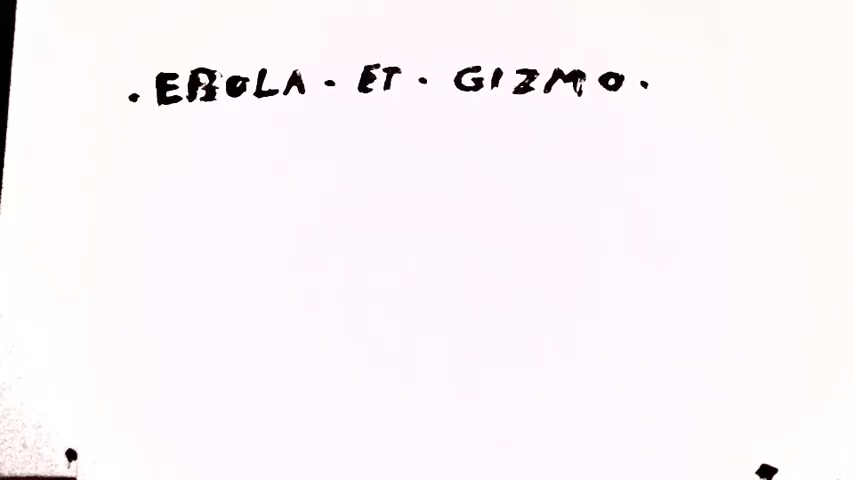 . EBOLA . ET . GIZMO .